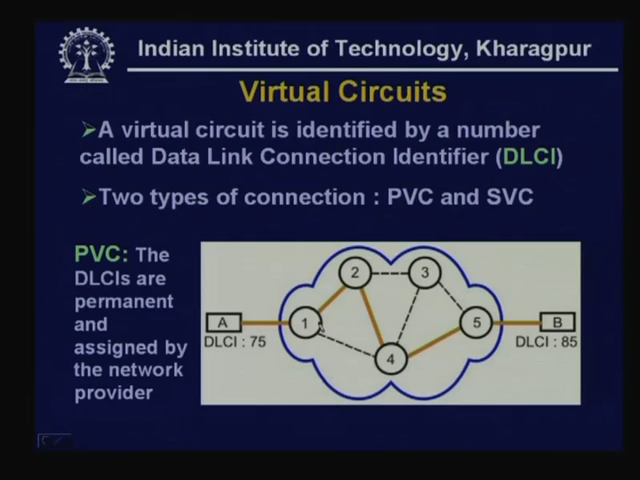 Indian Institute of Technology, Kharagpur
Virtual Circuits
➢A virtual circuit is identified by a number
called Data Link Connection Identifier (DLCI)
➢Two types of connection : PVC and SVC
PVC: The
DLCIs are
permanent
and
assigned by
the network
provider
2 3
A 1 5 B
DLCI : 75 DLCI : 85
4